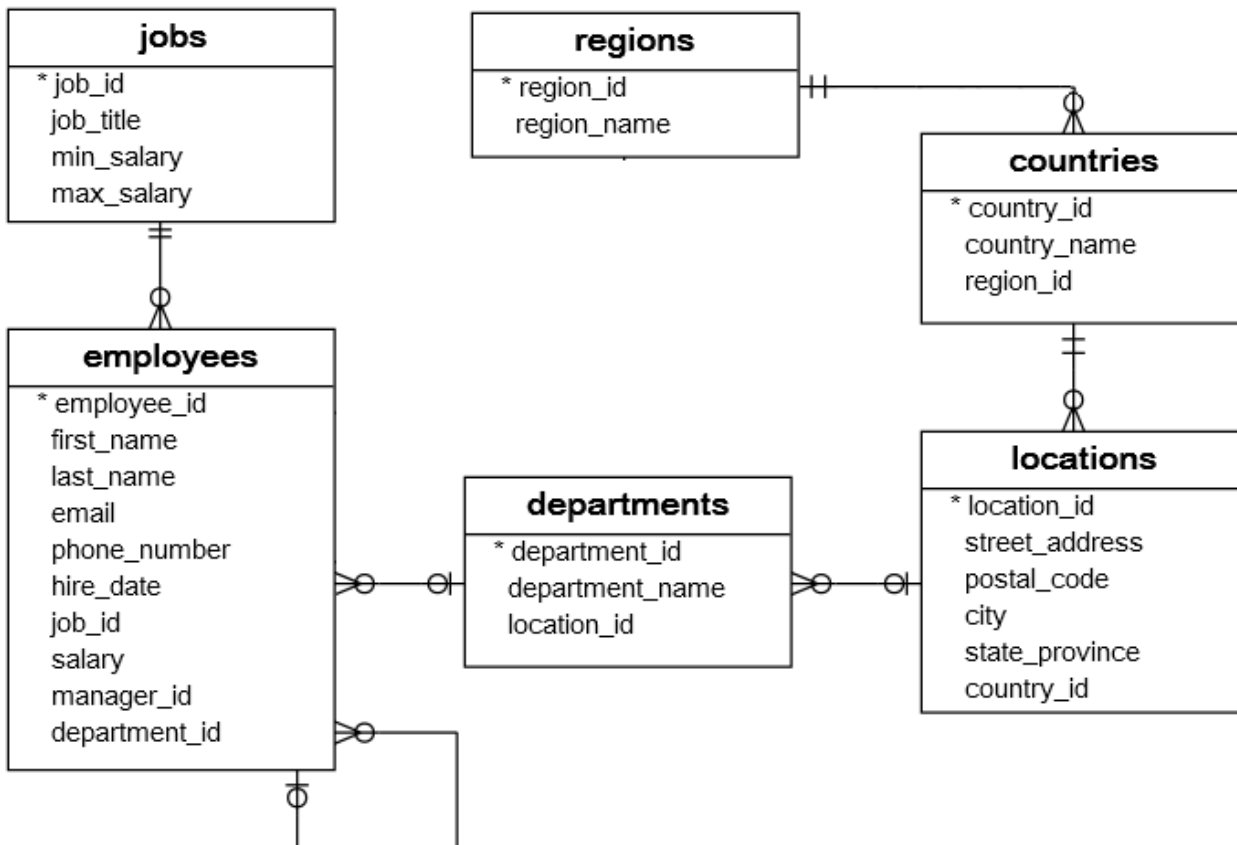 jobs
* job_id
job_title
min_salary
max_salary
regions
* region_id
region_name
countries
* country_id
country_name
region_id
employees
* employee_id
first_name
last_name
email
phone_number
hire_date
job_id
salary
manager_id
department_id
departments
* department_id
department_name
location_id
locations
* location_id
street_address
postal_code
city
state_province
country_id